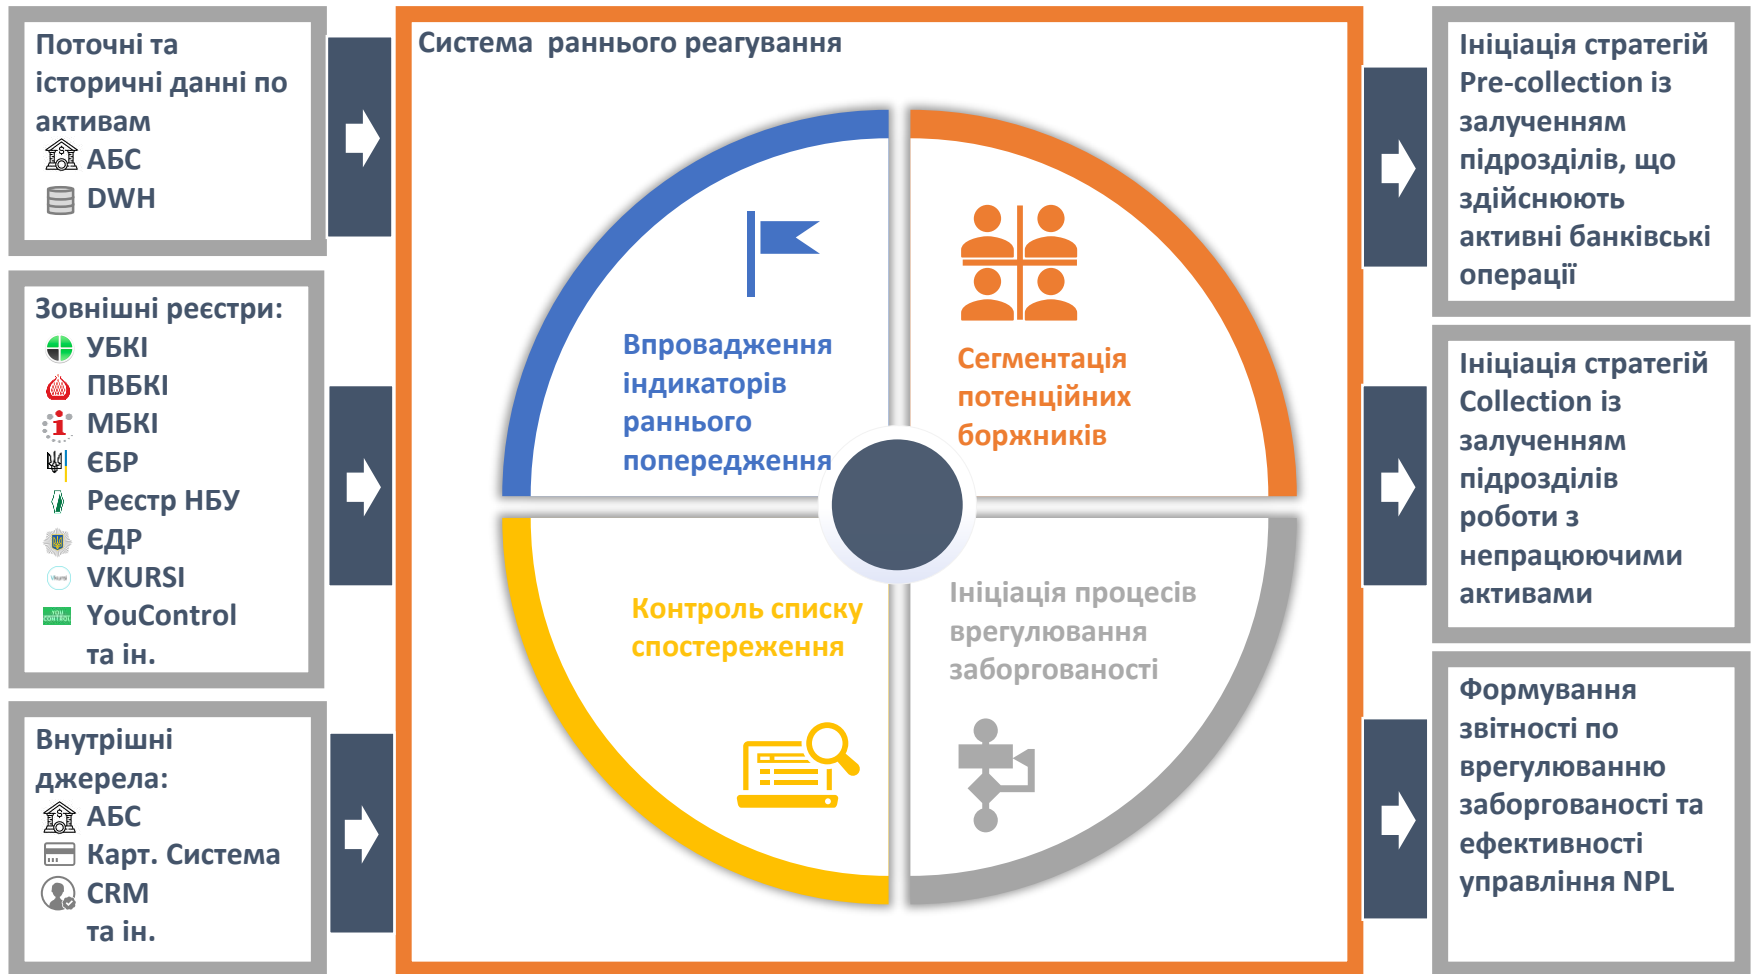 Поточні та
історичні данні по
активам
АБС
DWH
Зовнішні реєстри:
УБКІ
ПВБКІ
МБКІ
ЄБР
Реєстр НБУ
ЄДР
Vkursi
VKURSI
YOU
CONTROL
YouControl
та ін.
Внутрішні
джерела:
АБС
Карт. Система
CRM
та ін.
Система раннього реагування
Впровадження
індикаторів
раннього
попередження
Сегментація
потенційних
боржників
Контроль списку
спостереження
Ініціація процесів
врегулювання
заборгованості
Ініціація стратегій
Pre-collection із
залученням
підрозділів, що
здійснюють
активні банківські
операції
Ініціація стратегій
Collection із
залученням
підрозділів
роботи з
непрацюючими
активами
Формування
звітності по
врегулюванню
заборгованості та
ефективності
управління NPL